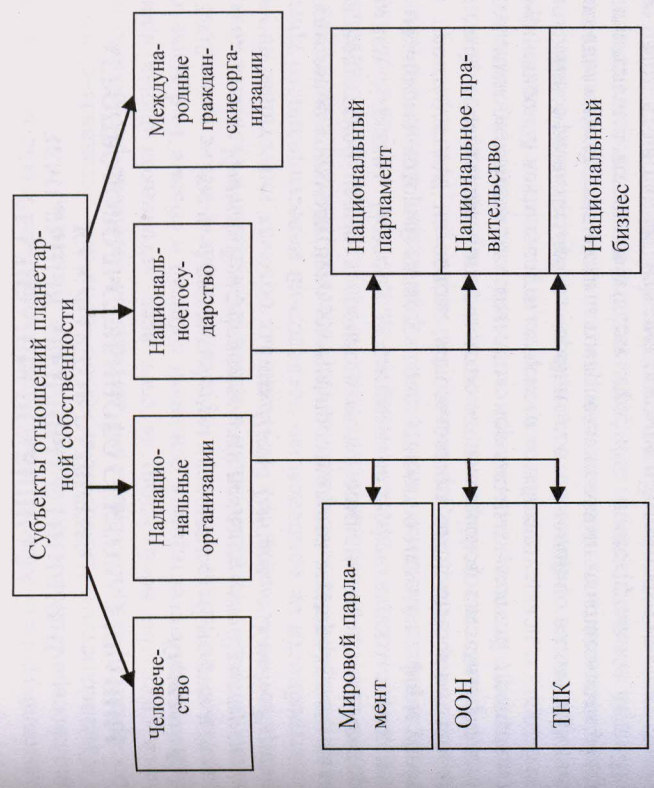 Субъекты отношений планетар-
ной собственности
Человече-
ство
Наднацио-
нальные
организации
Националь-
ноегосу-
дарство
Междуна-
родные
граждан-
скиеорга-
низации
Мировой парла-
мент
ООН
ТНК
Национальный
парламент
Национальное пра-
вительство
Национальный
бизнес